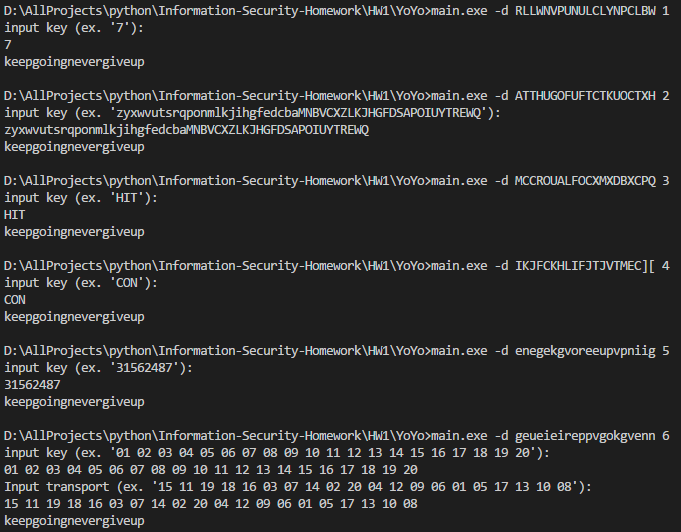 D:\AllProjects\python\Information-Security-Homework\HW1\YoYo>main.exe -d RLLWNVPUNULCLYNPCLBW 1
input key (ex. '7'):
7
keepgoingnevergiveup
D:\AllProjects\python\Information-Security-Homework\HW1\YoYo>main.exe -d ATTHUGOFUFTCTKUOCTXH 2
input key (ex. 'zyxwvutsrqponmlkjihgfedcbaMNBVCXZLKJHGFDSAPOIUYTREWQ'):
zyxwvutsrqponmlkjihgfedcbaMNBVCXZLKJHGFDSAPOIUYTREWQ
keepgoingnevergiveup
D:\AllProjects\python\Information-Security-Homework\HW1\YoYo>main.exe -d MCCROUALFOCXMXDBXCPQ 3
input key (ex. 'HIT'):
HIT
keepgoingnevergiveup
D:\AllProjects\python\Information-Security-Homework\HW1\YoYo>main.exe -d IKJFCKHLIFJTJVTMEC][ 4
input key (ex. 'CON'):
CON
keepgoingnevergiveup
D:\AllProjects\python\Information-Security-Homework\HW1\YoYo>main.exe -d enegekgvoreeupvpniig 5
input key (ex. '31562487'):
31562487
keepgoingnevergiveup
D:\AllProjects\python\Information-Security-Homework\HW1\YoYo>main.exe -d geueieireppvgokgvenn 6
input key (ex. '01 02 03 04 05 06 07 08 09 10 11 12 13 14 15 16 17 18 19 20'):
01 02 03 04 05 06 07 08 09 10 11 12 13 14 15 16 17 18 19 20
Input transport (ex. '15 11 19 18 16 03 07 14 02 20 04 12 09 06 01 05 17 13 10 08'):
15 11 19 18 16 03 07 14 02 20 04 12 09 06 01 05 17 13 10 08
keepgoingnevergiveup